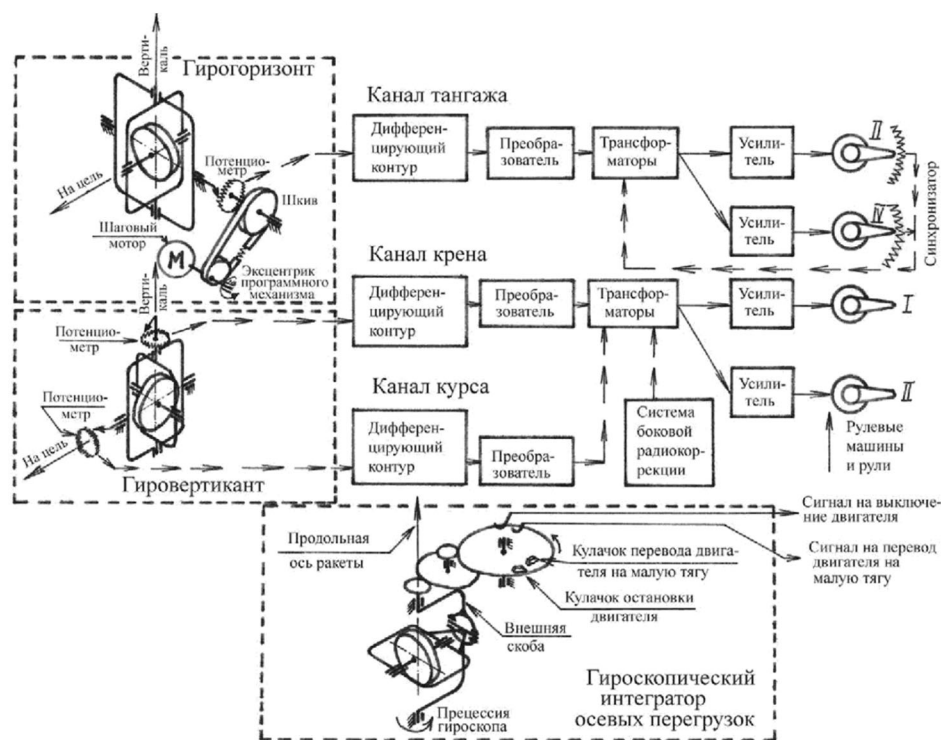 Верти-
каль
Гирогоризонт
На цель
Потенцио-
метр
Шкив
Шаговый
мотор
М
Эксцентрик
программного
механизма
Канал тангажа
Дифферен-
цирующий
контур
Преобра-
зователь
Трансфор-
маторы
Усили-
тель
II
Усили-
тель
IV
Синхронизатор
Канал крена
Дифферен-
цирующий
контур
Преобра-
зователь
Трансфор-
маторы
Усили-
тель
I
Усили-
тель
II
Верти-
каль
Потенцио-
метр
Потенцио-
метр
На цель
Гировертикант
Канал курса
Дифферен-
цирующий
контур
Преобра-
зователь
Система
боковой
радиокор-
рекции
Рулевые
машины
и рули
Продольная
ось ракеты
Сигнал на выключе-
ние двигателя
Сигнал на перевод
двигателя на
малую тягу
Кулачок перевода двига-
теля на малую тягу
Кулачок остановки
двигателя
Внешняя
скоба
Прецессия
гироскопа
Гироскопический
интегратор
осевых перегрузок